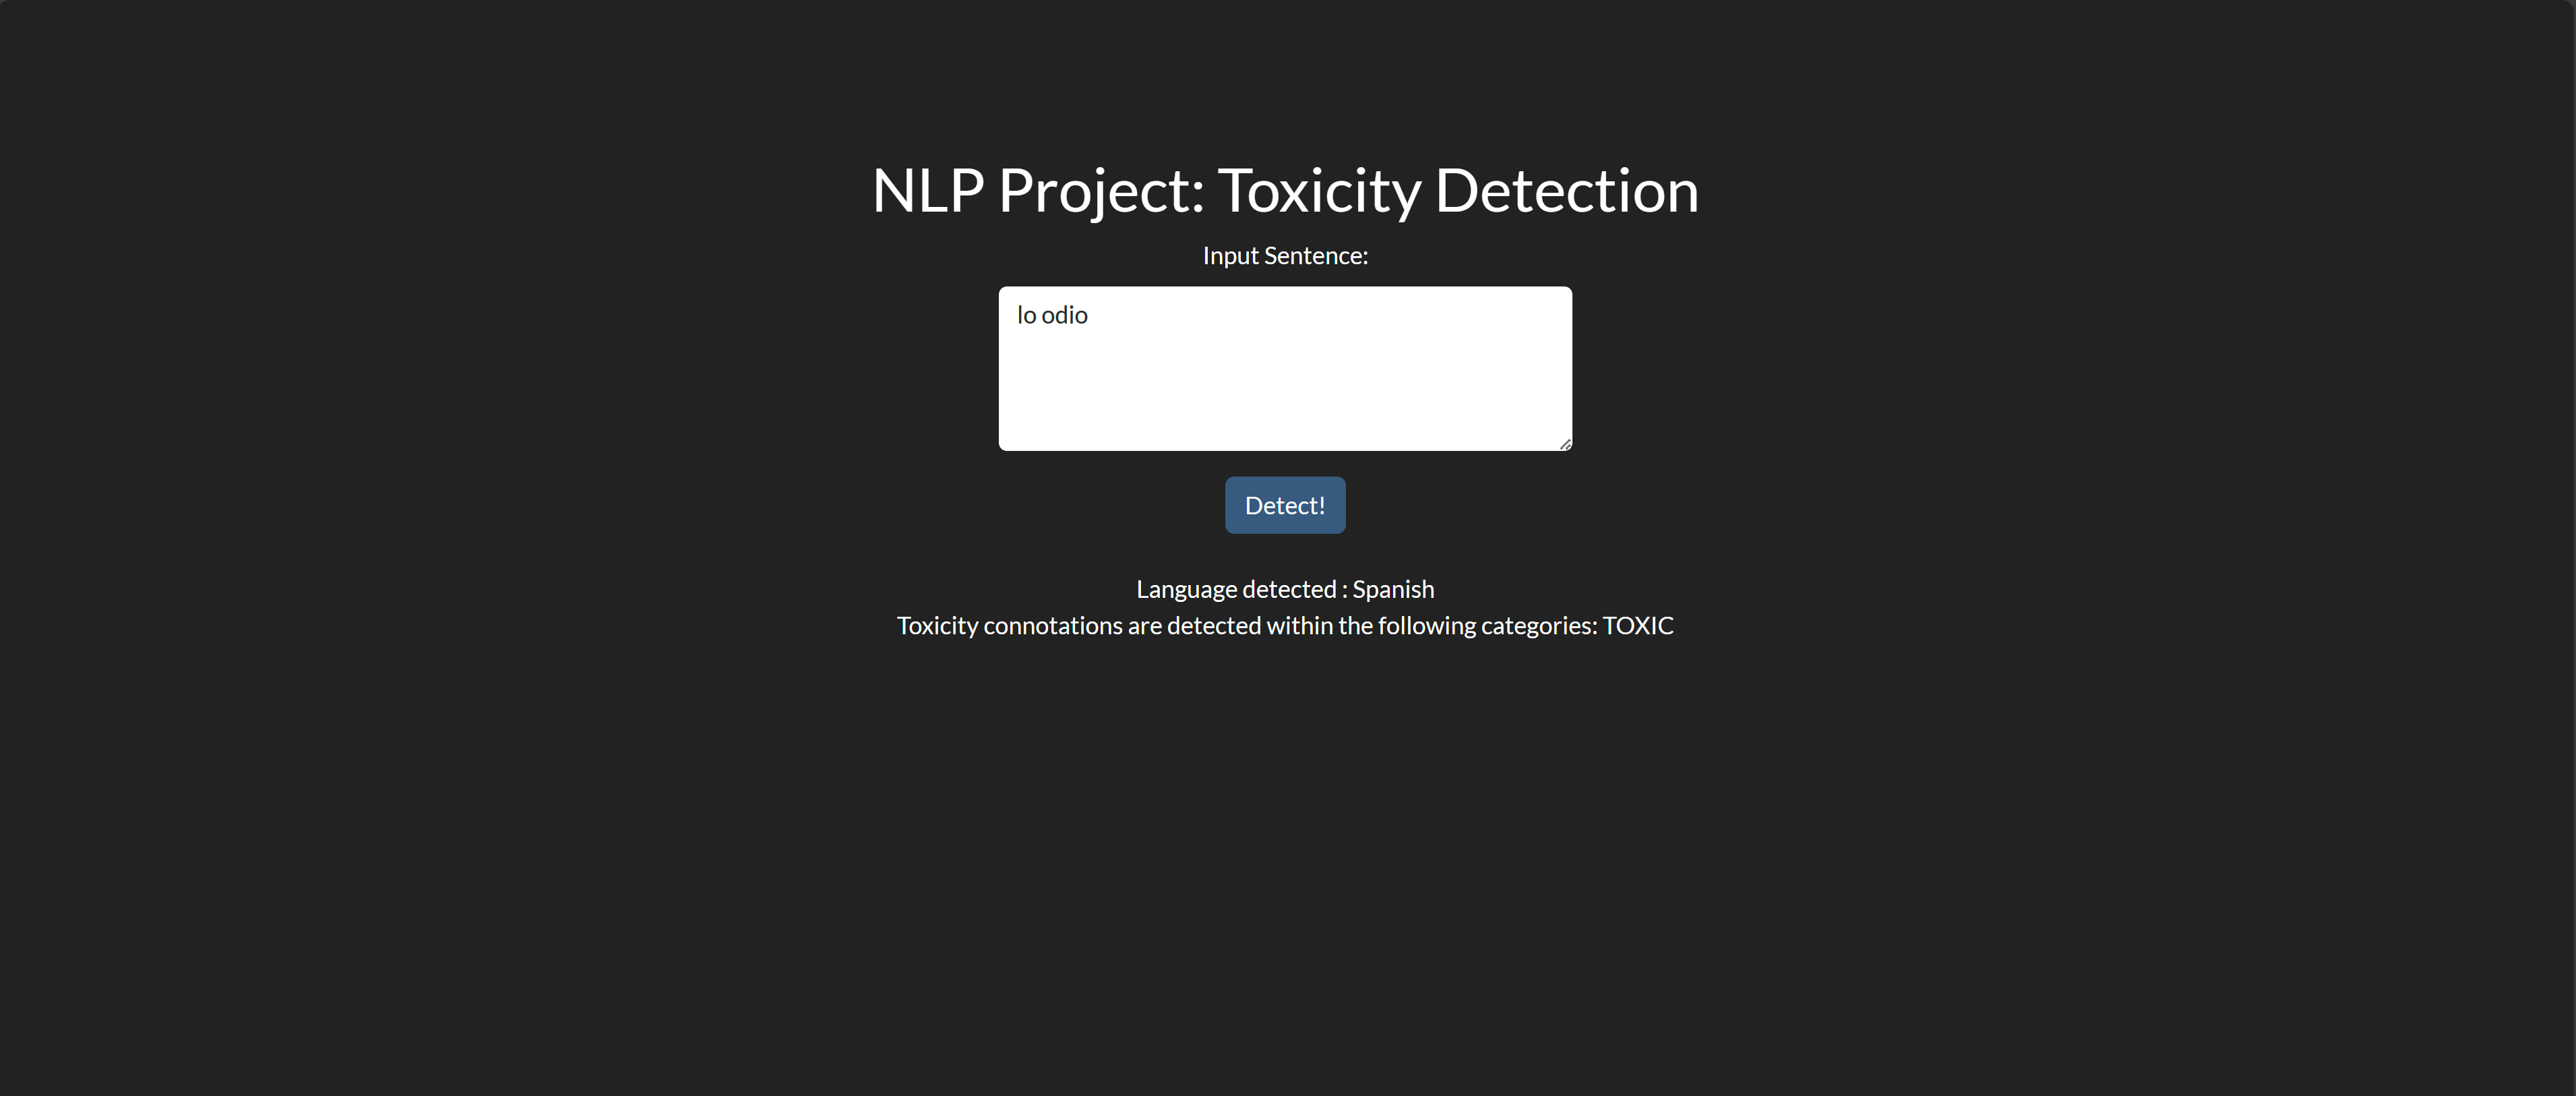 NLP Project: Toxicity Detection
Input Sentence:
lo odio
Detect!
Language detected : Spanish
Toxicity connotations are detected within the following categories: TOXIC